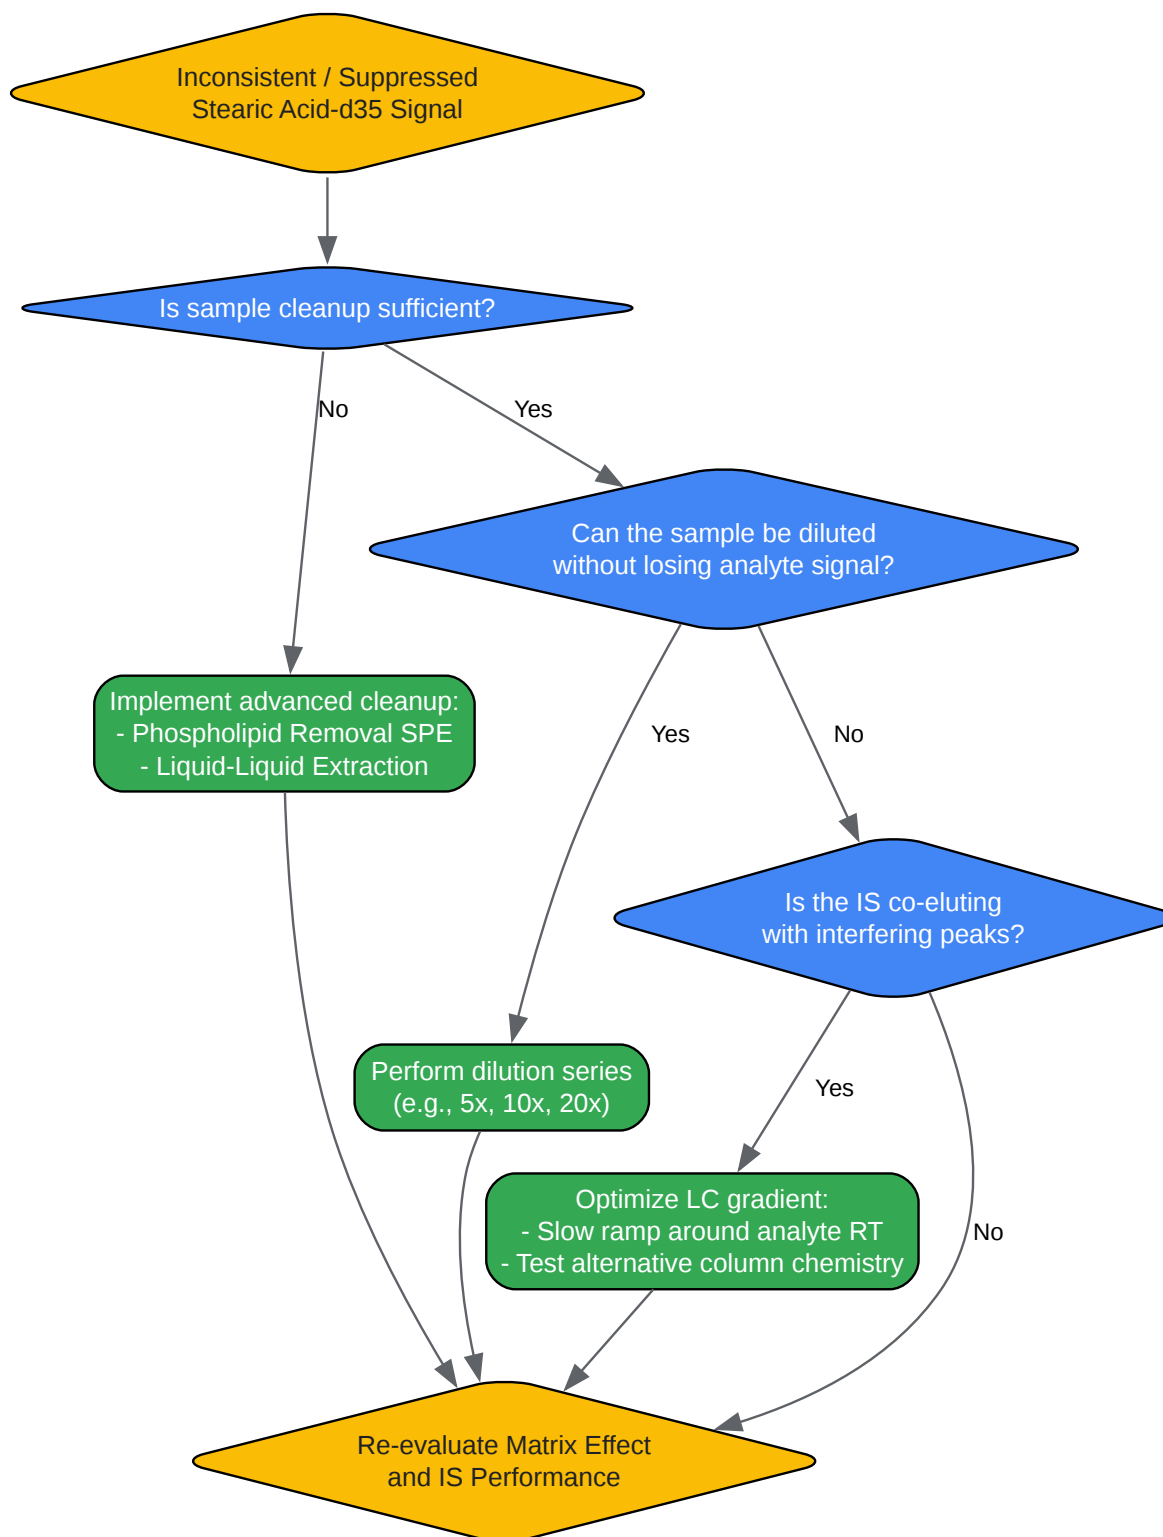 Inconsistent / Suppressed
Stearic Acid-d35 Signal
Is sample cleanup sufficient?
No
Yes
Can the sample be diluted
without losing analyte signal?
Implement advanced cleanup:
- Phospholipid Removal SPE
- Liquid-Liquid Extraction
Yes
No
Is the IS co-eluting
with interfering peaks?
Perform dilution series
(e.g., 5x, 10x, 20x)
Yes
Optimize LC gradient:
- Slow ramp around analyte RT
- Test alternative column chemistry
No
Re-evaluate Matrix Effect
and IS Performance